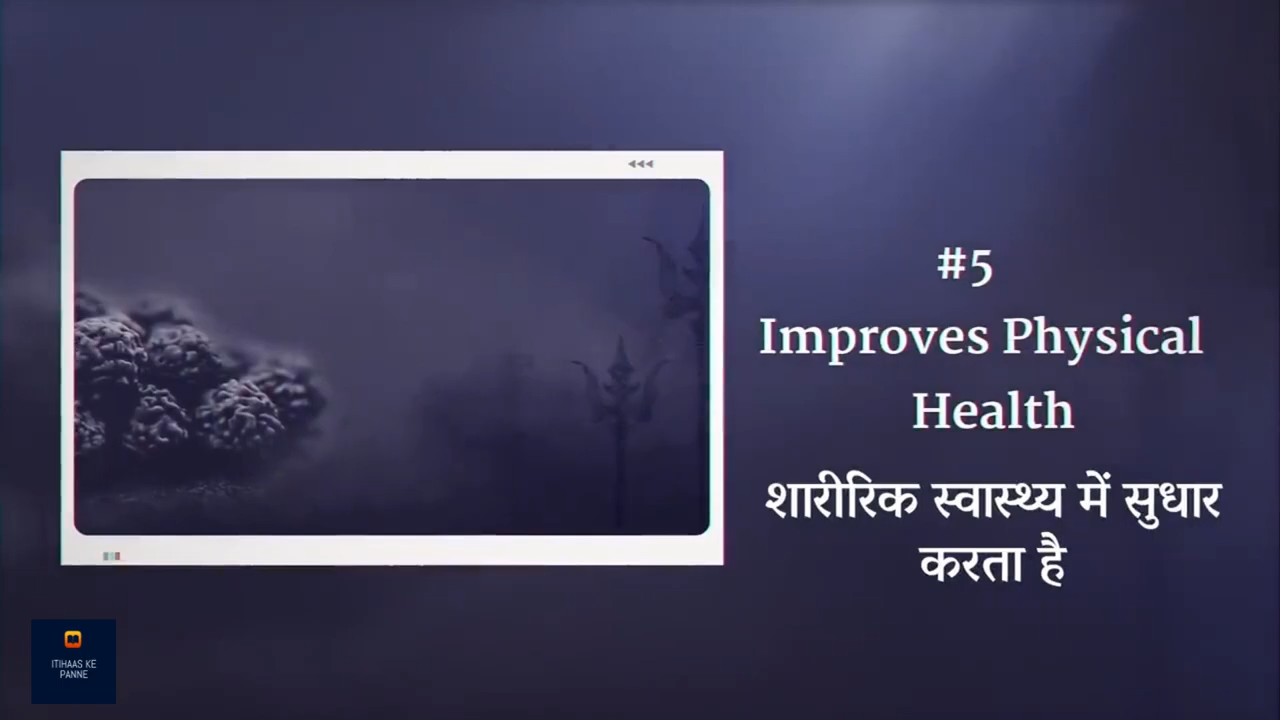 #5
Improves Physical
Health
शारीरिक स्वास्थ्य में सुधार
करता है
ITIHAAS KE
PANNE